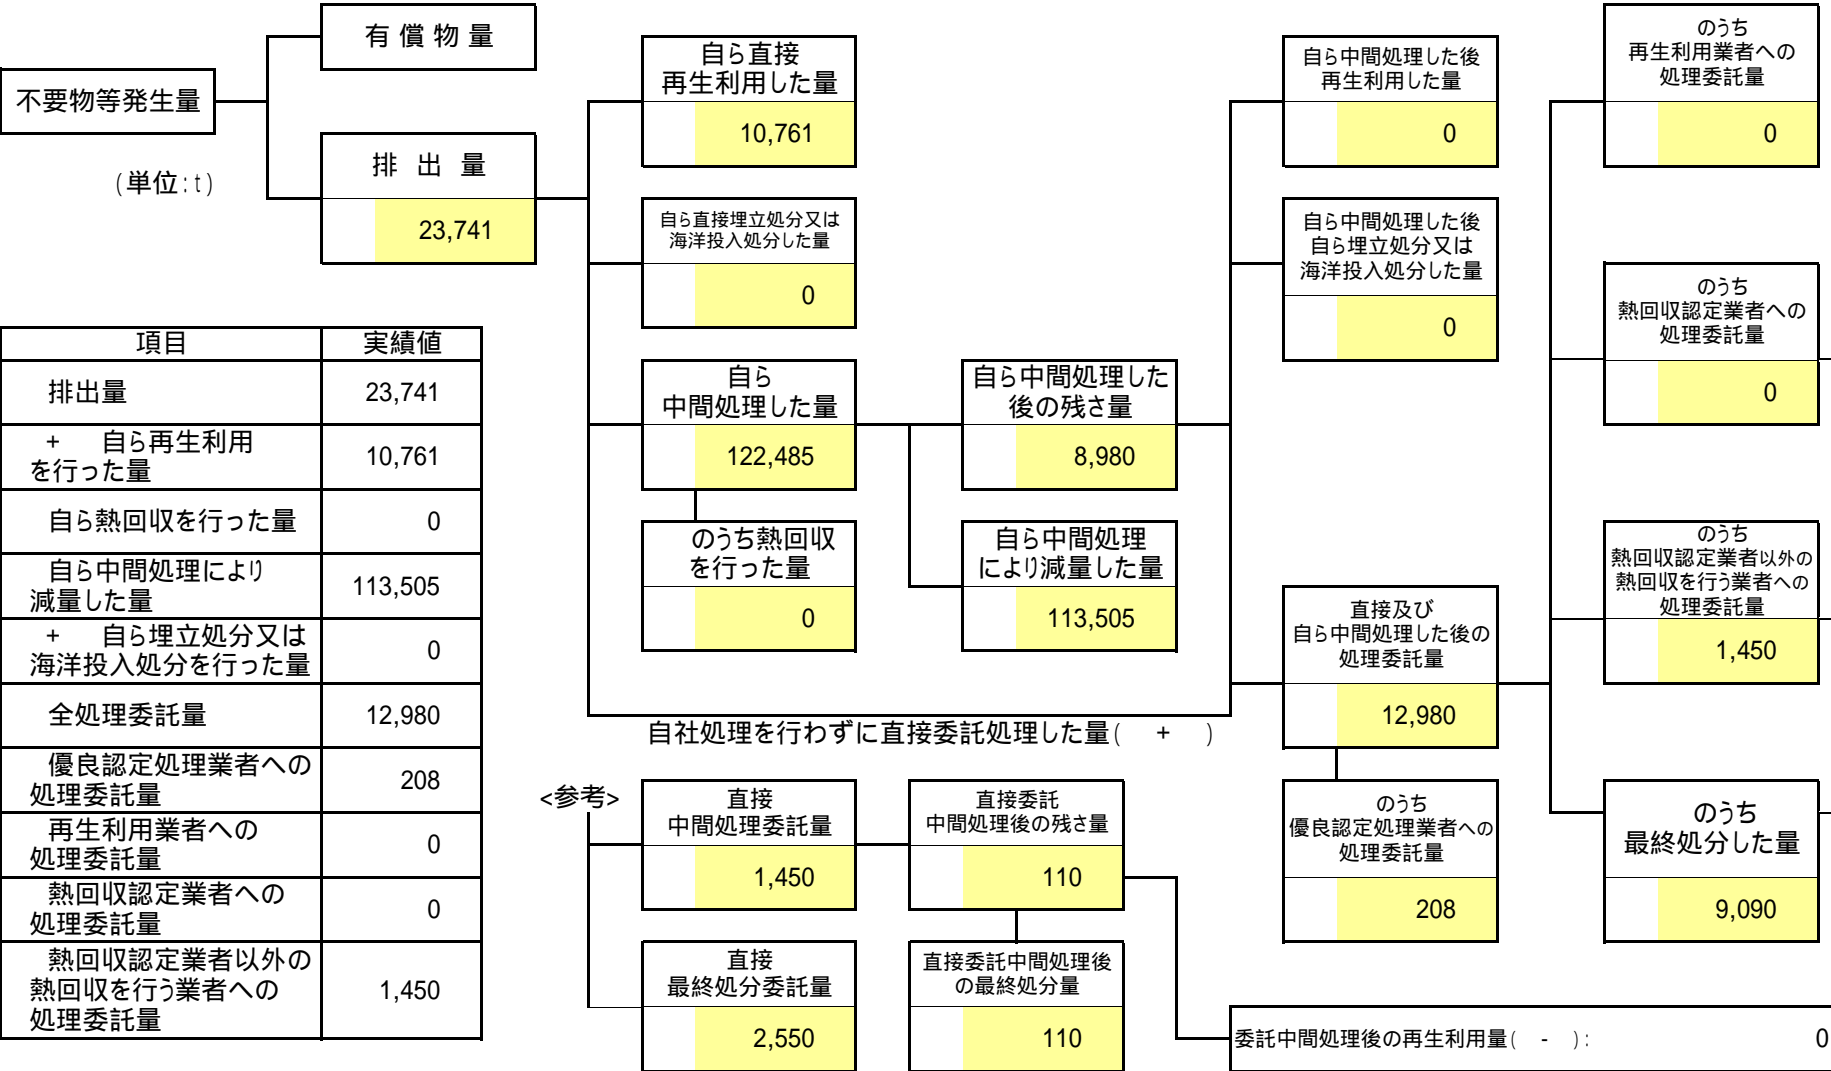 有 償 物 量
不要物等発生量
(単位:t)
排 出 量
23,741
自ら直接
再生利用した量
10,761
自ら直接埋立処分又は
海洋投入処分した量
0
自ら
中間処理した量
122,485
のうち熱回収
を行った量
0
自ら中間処理した
後の残さ量
8,980
自ら中間処理
により減量した量
113,505
自ら中間処理した後
再生利用した量
0
自ら中間処理した後
自ら埋立処分又は
海洋投入処分した量
0
直接及び
自ら中間処理した後の
処理委託量
12,980
のうち
優良認定処理業者への
処理委託量
208
のうち
再生利用業者への
処理委託量
0
のうち
熱回収認定業者への
処理委託量
0
のうち
熱回収認定業者以外の
熱回収を行う業者への
処理委託量
1,450
のうち
最終処分した量
9,090
自社処理を行わずに直接委託処理した量( + )
<参考>
直接
中間処理委託量
1,450
直接
最終処分委託量
2,550
直接委託
中間処理後の残さ量
110
直接委託中間処理後
の最終処分量
110
委託中間処理後の再生利用量( - ): 0
項目 実績値
排出量 23,741
+ 自ら再生利用
を行った量 10,761
自ら熱回収を行った量 0
自ら中間処理により
減量した量 113,505
+ 自ら埋立処分又は
海洋投入処分を行った量 0
全処理委託量 12,980
優良認定処理業者への
処理委託量 208
再生利用業者への
処理委託量 0
熱回収認定業者への
処理委託量 0
熱回収認定業者以外の
熱回収を行う業者への
処理委託量 1,450